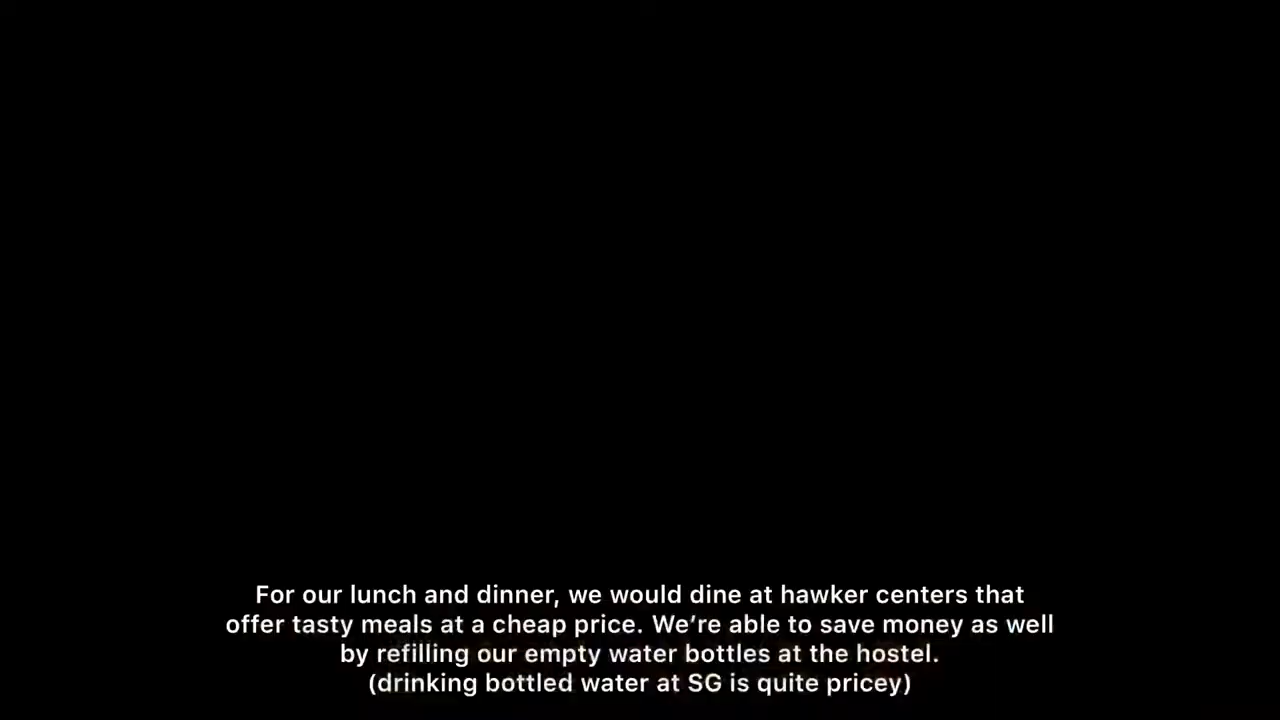 For our lunch and dinner, we would dine at hawker centers that
offer tasty meals at a cheap price. We’re able to save money as well
by refilling our empty water bottles at the hostel.
(drinking bottled water at SG is quite pricey)